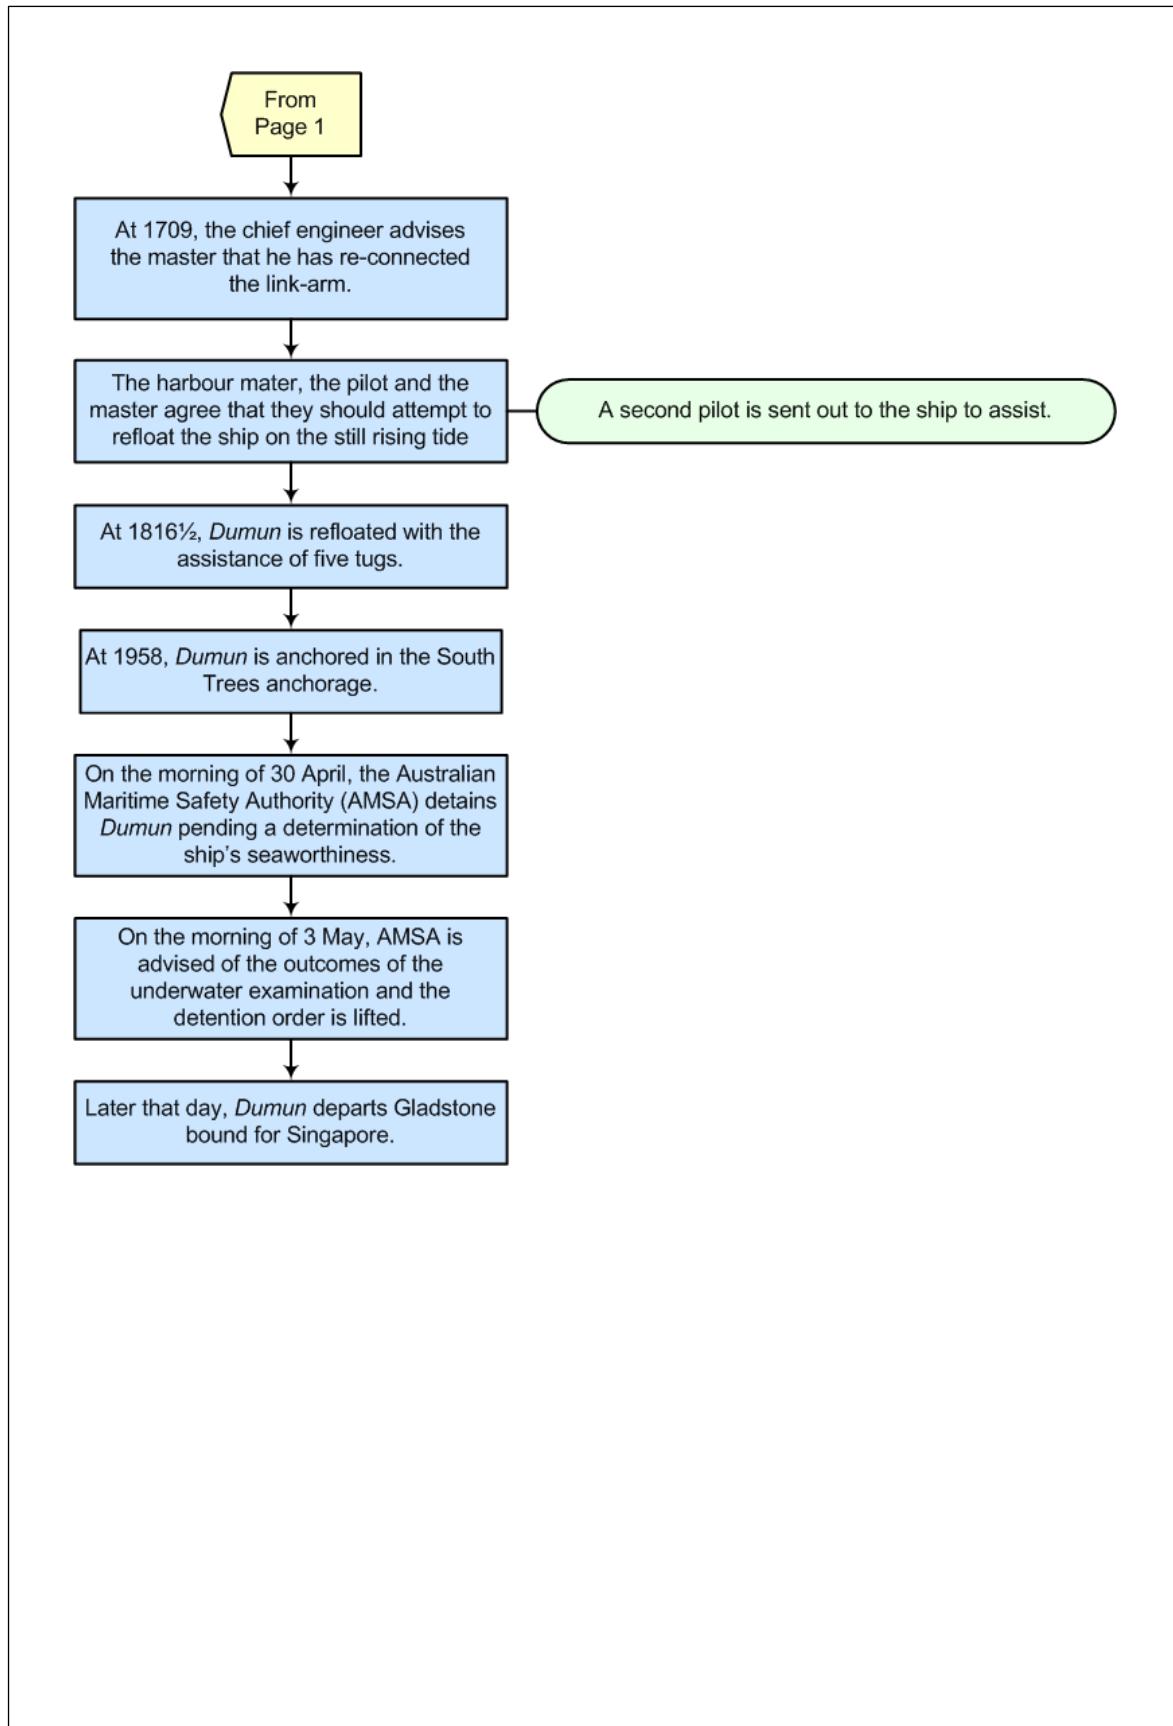 From
Page 1
At 1709, the chief engineer advises
the master that he has re-connected
the link-arm.
The harbour mater, the pilot and the
master agree that they should attempt to
refloat the ship on the still rising tide
A second pilot is sent out to the ship to assist.
At 1816½, Dumun is refloated with the
assistance of five tugs.
At 1958, Dumun is anchored in the South
Trees anchorage.
On the morning of 30 April, the Australian
Maritime Safety Authority (AMSA) detains
Dumun pending a determination of the
ship's seaworthiness.
On the morning of 3 May, AMSA is
advised of the outcomes of the
underwater examination and the
detention order is lifted.
Later that day, Dumun departs Gladstone
bound for Singapore.